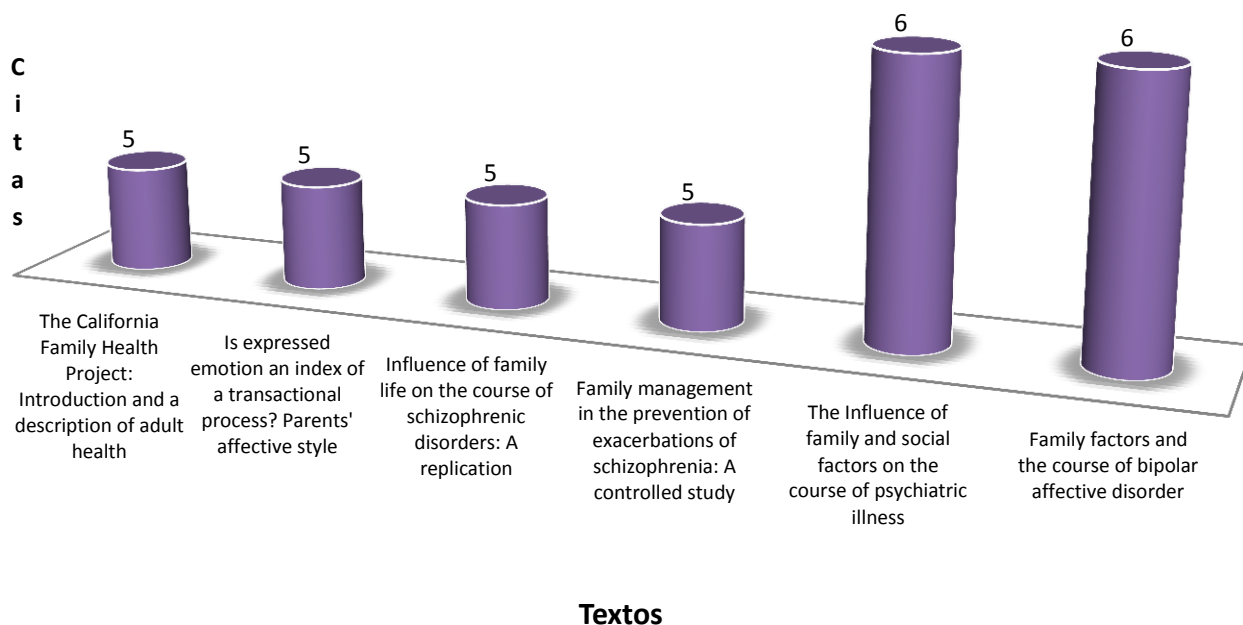 Citas
5
5
5
5
6
6
The California
Family Health
Project:
Introduction and a
description of adult
health
Is expressed
emotion an index of
a transactional
process? Parents'
affective style
Influence of family
life on the course of
schizophrenic
disorders: A
replication
Family management
in the prevention of
exacerbations of
schizophrenia: A
controlled study
The Influence of
family and social
factors on the
course of psychiatric
illness
Family factors and
the course of bipolar
affective disorder
Textos